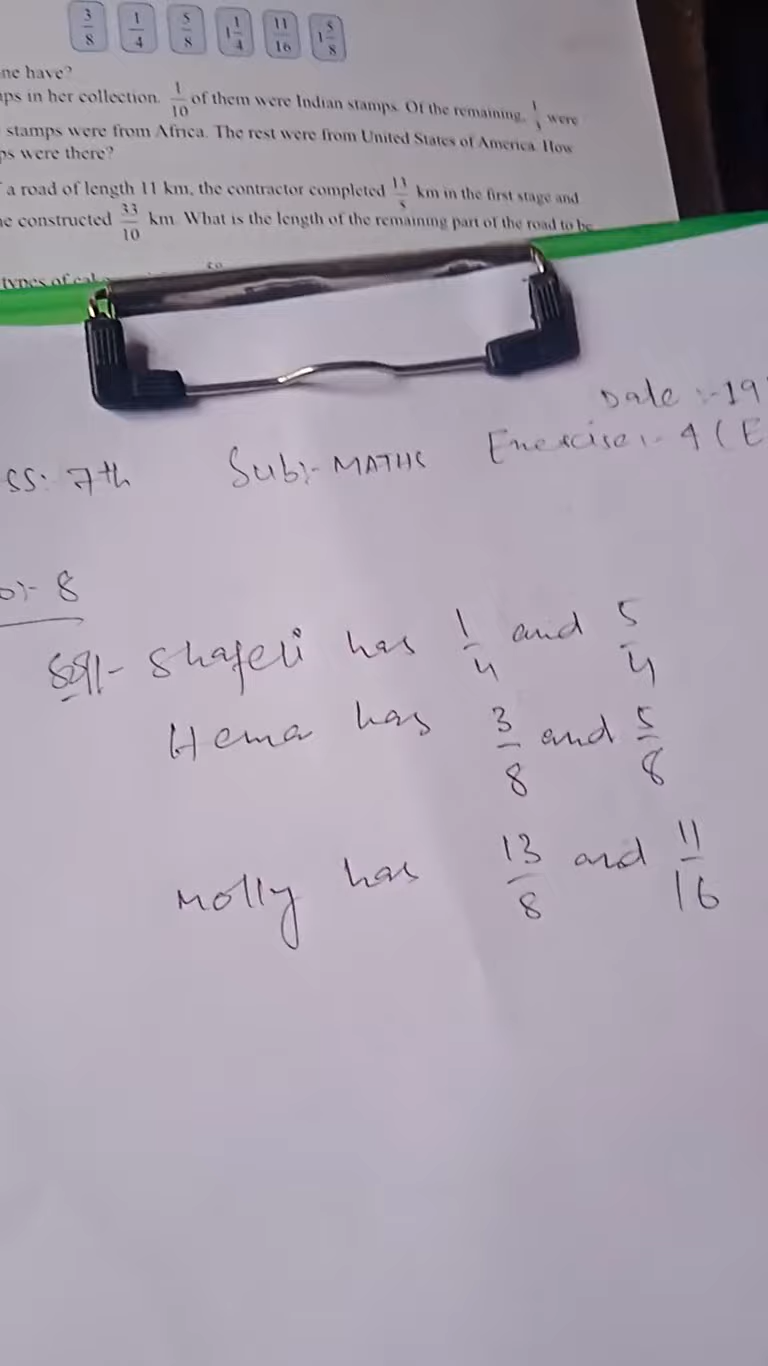 3/8 1/4 5/8 1 1/4 11/16 1 5/8
ne have?
ps in her collection. 1/10 of them were Indian stamps. Of the remaining, were
stamps were from Africa. The rest were from United States of America. How
ps were there?
a road of length 11 km, the contractor completed km in the first stage and
e constructed 33/10 km. What is the length of the remaining part of the road to be
types of
Date :- 19
ss: 7th Sub:- MATHS Exercise:- 4 (E
o:- 8
Sol- Shafeli has 1/4 and 5/4
Hema has 3/8 and 5/8
Molly has 13/8 and 11/16